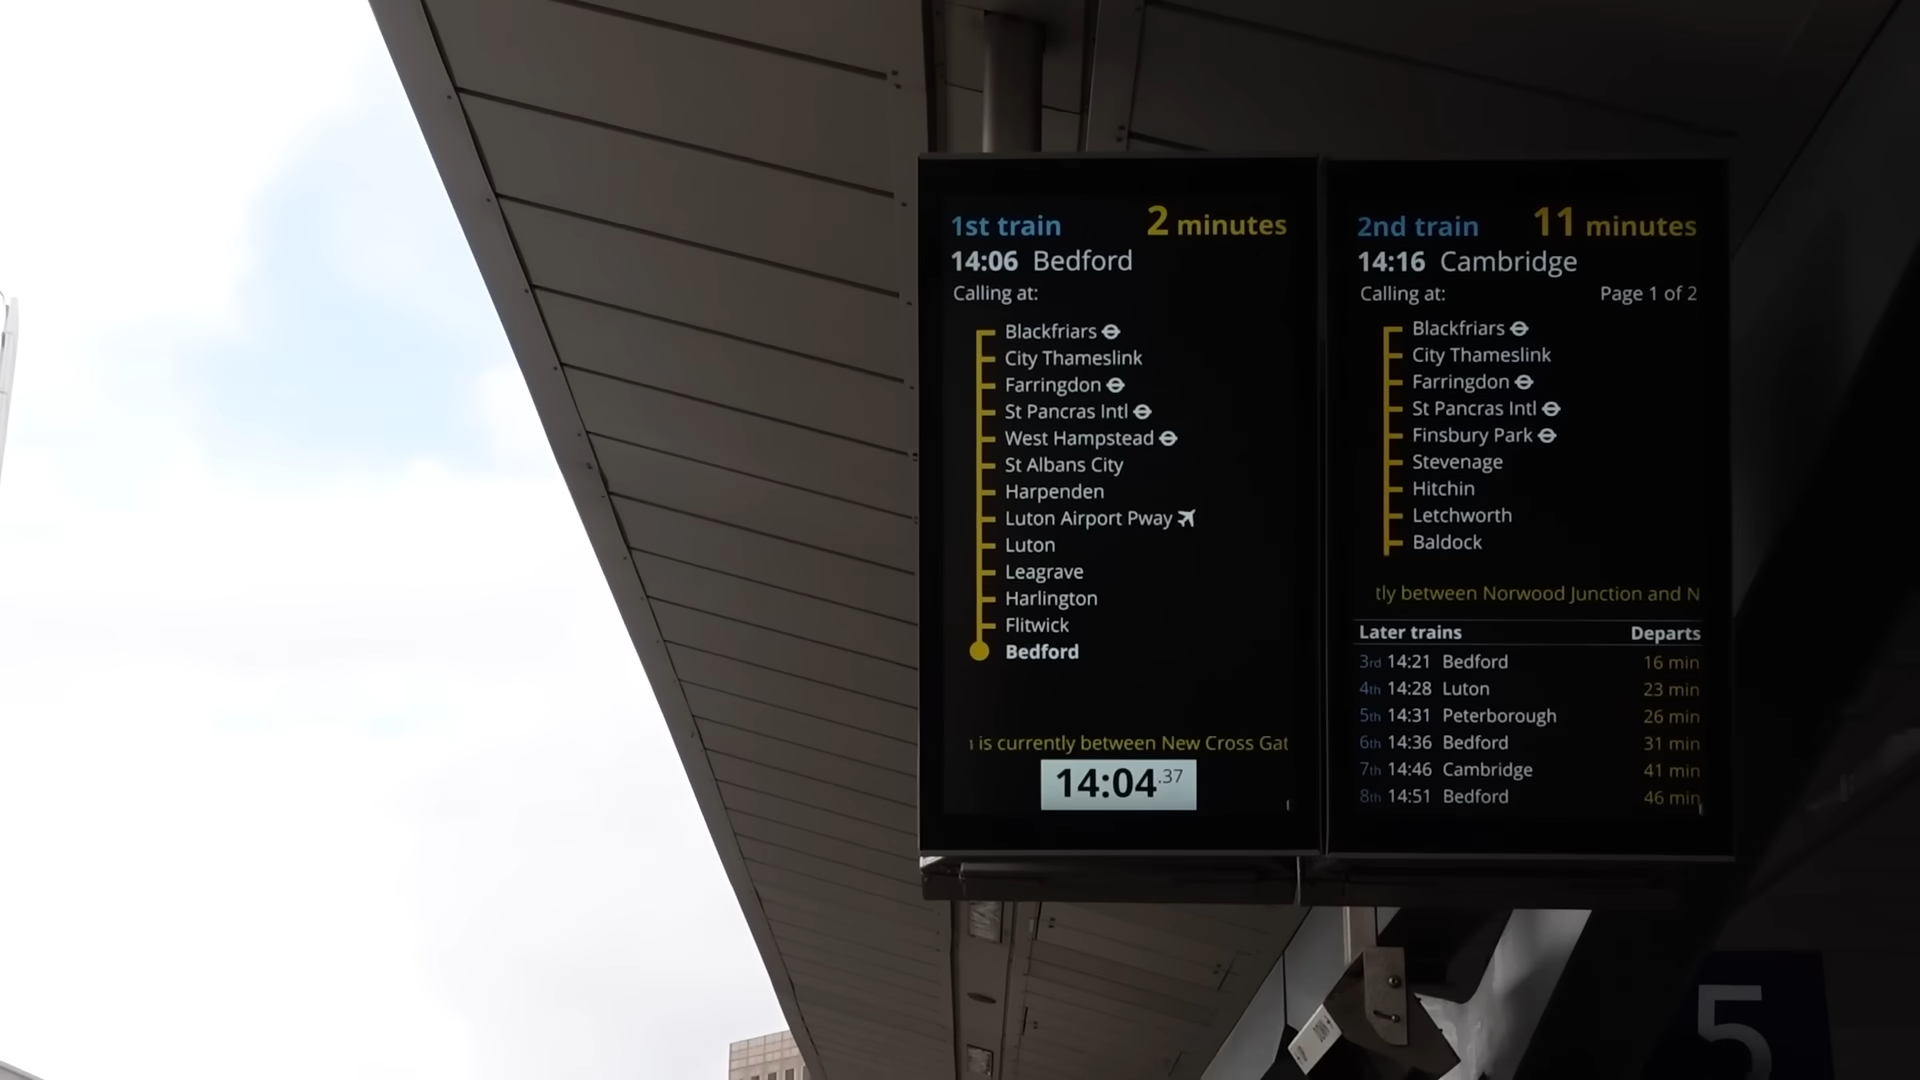 1st train 2 minutes
14:06 Bedford
Calling at:
Blackfriars
City Thameslink
Farringdon
St Pancras Intl
West Hampstead
St Albans City
Harpenden
Luton Airport Pway
Luton
Leagrave
Harlington
Flitwick
Bedford
is currently between New Cross Gat
14:04.37
2nd train 11 minutes
14:16 Cambridge
Calling at: Page 1 of 2
Blackfriars
City Thameslink
Farringdon
St Pancras Intl
Finsbury Park
Stevenage
Hitchin
Letchworth
Baldock
tly between Norwood Junction and N
Later trains Departs
3rd 14:21 Bedford 16 min
4th 14:28 Luton 23 min
5th 14:31 Peterborough 26 min
6th 14:36 Bedford 31 min
7th 14:46 Cambridge 41 min
8th 14:51 Bedford 46 min
5